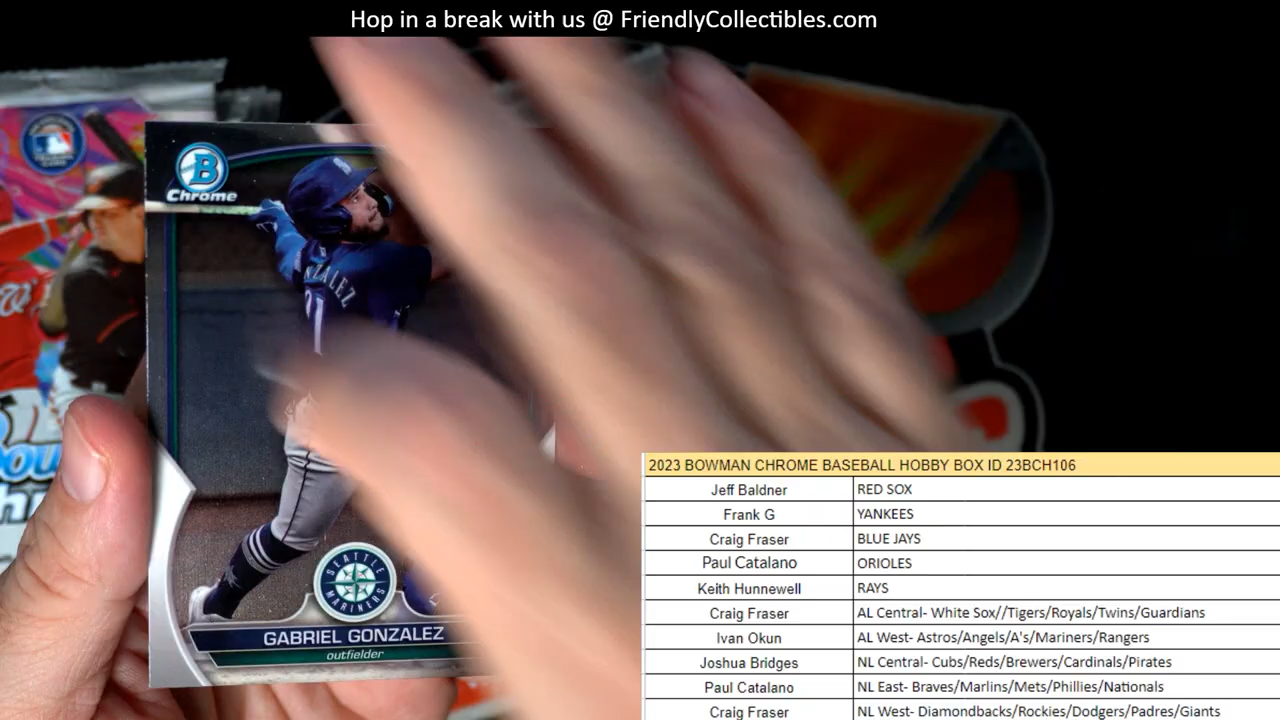 Hop in a break with us @ FriendlyCollectibles.com
B
Chrome
NZALEZ
SEATTLE
MARINERS
GABRIEL GONZALEZ
outfielder
2023 BOWMAN CHROME BASEBALL HOBBY BOX ID 23BCH106
Jeff Baldner RED SOX
Frank G YANKEES
Craig Fraser BLUE JAYS
Paul Catalano ORIOLES
Keith Hunnewell RAYS
Craig Fraser AL Central- White Sox//Tigers/Royals/Twins/Guardians
Ivan Okun AL West- Astros/Angels/A's/Mariners/Rangers
Joshua Bridges NL Central- Cubs/Reds/Brewers/Cardinals/Pirates
Paul Catalano NL East- Braves/Marlins/Mets/Phillies/Nationals
Craig Fraser NL West- Diamondbacks/Rockies/Dodgers/Padres/Giants